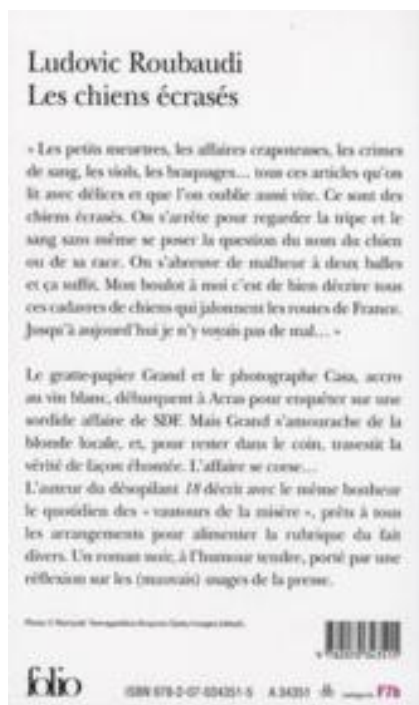 Ludovic Roubaudi
Les chiens écrasés
« Les petits meurtres, les affaires crapoteuses, les crimes
de sang, les viols, les braquages… tous ces articles qu'on
lit avec délices et que l'on oublie aussi vite. Ce sont des
chiens écrasés. On s'arrête pour regarder la tripe et le
sang sans même se poser la question du nom du chien
ou de sa race. On s'abreuve de malheur à deux balles
et ça suffit. Mon boulot à moi c'est de bien décrire tous
ces cadavres de chiens qui jalonnent les routes de France.
Jusqu'à aujourd'hui je n'y voyais pas de mal… »
Le gratte-papier Grand et le photographe Casa, accro
au vin blanc, débarquent à Arras pour enquêter sur une
sordide affaire de SDF. Mais Grand s'amourache de la
blonde locale, et, pour rester dans le coin, travestit la
vérité de façon éhontée. L'affaire se corse…
L'auteur du désopilant 18 décrit avec le même bonheur
le quotidien des « vautours de la misère », prêts à tous
les arrangements pour alimenter la rubrique du fait
divers. Un roman noir, à l'humour tendre, porté par une
réflexion sur les (mauvais) usages de la presse.
folio
ISBN 978-2-07-034351-5 A 34351 F7b